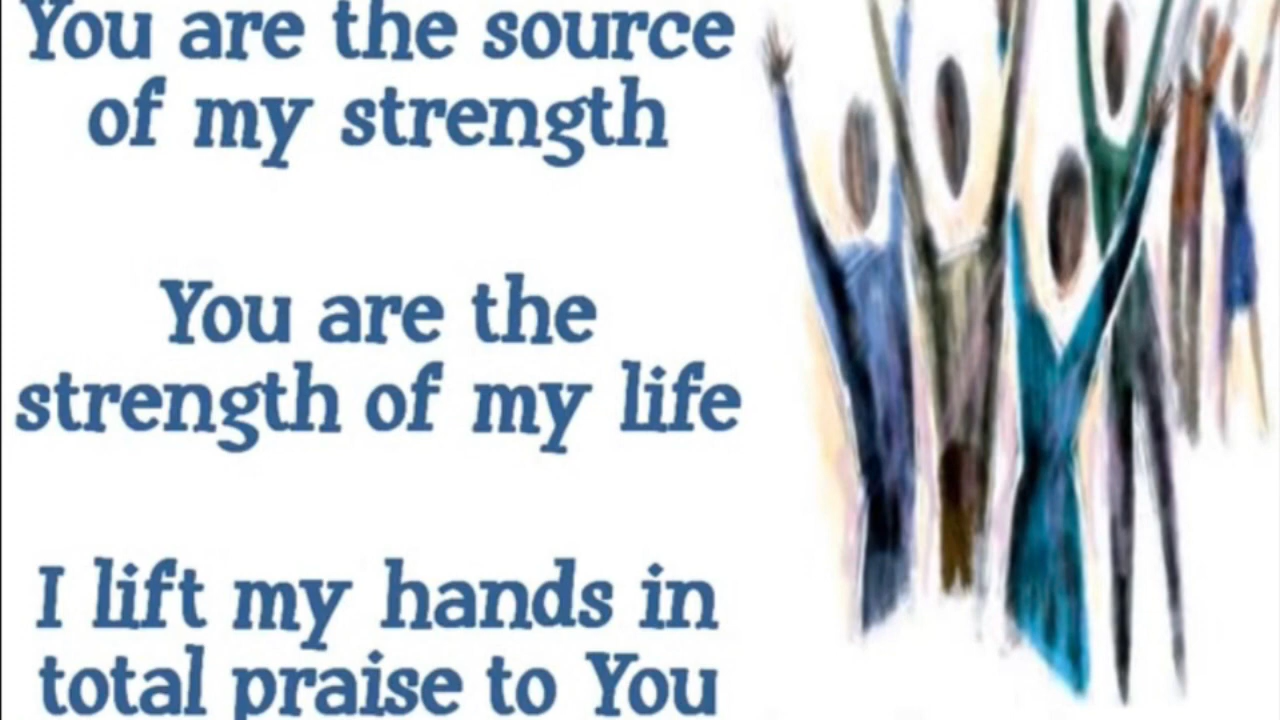 You are the source
of my strength
You are the
strength of my life
I lift my hands in
total praise to You